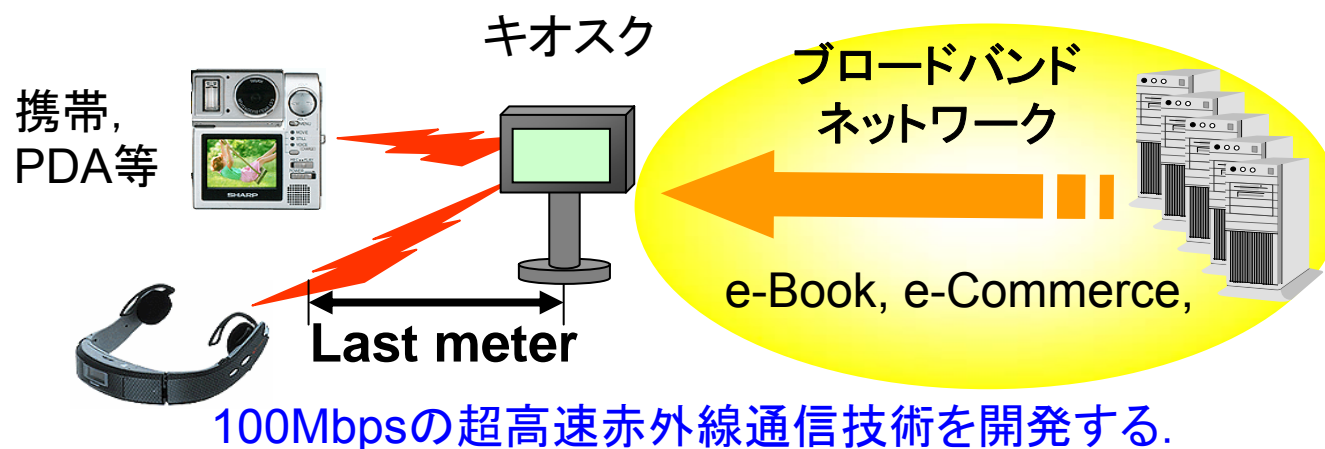 キオスク
携帯,
PDA等
ブロードバンド
ネットワーク
SHARP
e-Book, e-Commerce,
Last meter
100Mbpsの超高速赤外線通信技術を開発する.